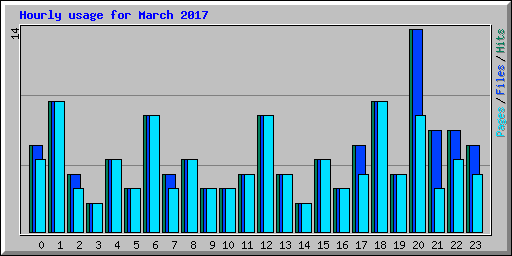 Hourly usage for March 2017
14
Pages/Files/Hits
0 1 2 3 4 5 6 7 8 9 10 11 12 13 14 15 16 17 18 19 20 21 22 23